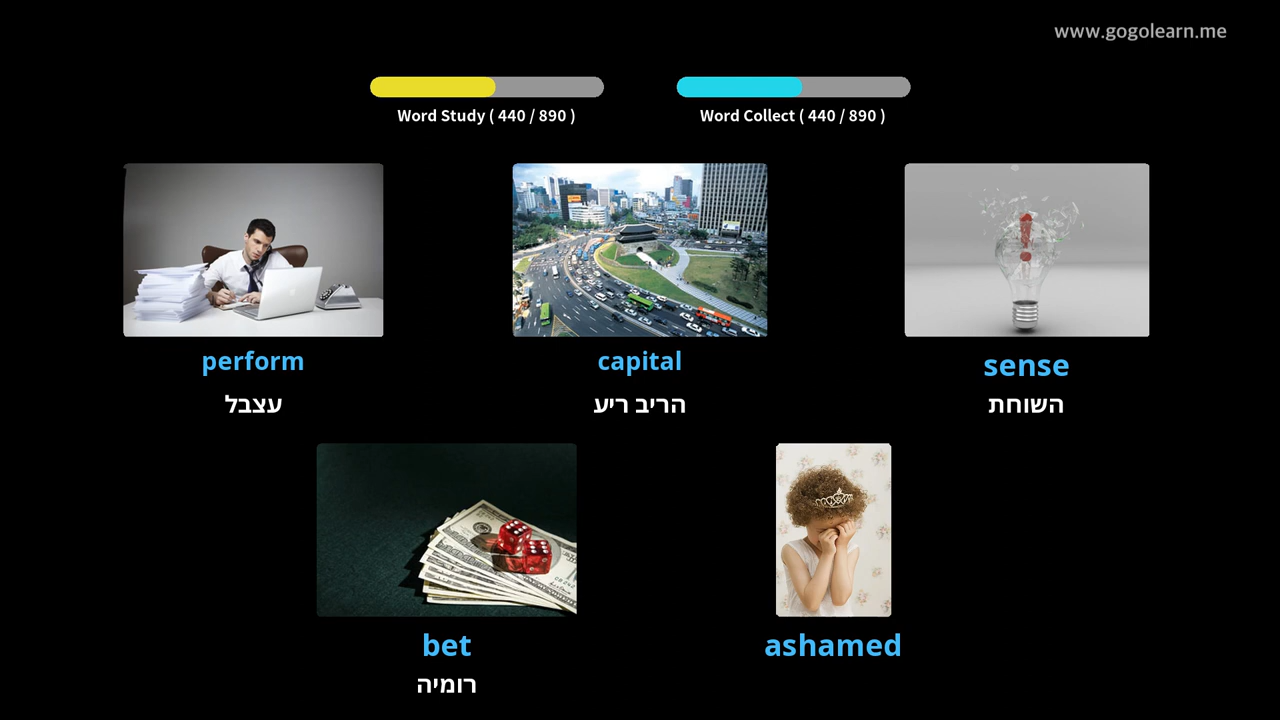 www.gogolearn.me
Word Study ( 440 / 890 )
Word Collect ( 440 / 890 )
perform
capital
sense
עצבל
הריב ריע
השוחת
bet
ashamed
רומיה